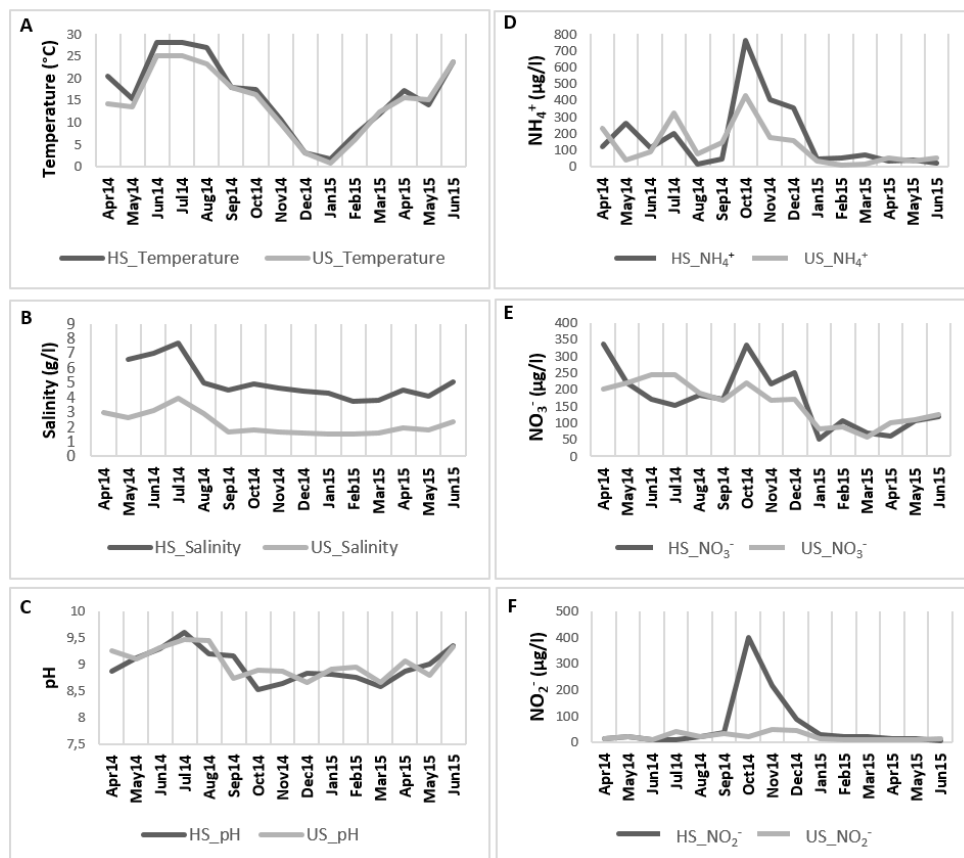 A
Temperature (°C)
30
25
20
15
10
5
0
Apr14 May14 Jun14 Jul14 Aug14 Sep14 Oct14 Nov14 Dec14 Jan15 Feb15 Mar15 Apr15 May15 Jun15
HS_Temperature US_Temperature
B
Salinity (g/l)
9
8
7
6
5
4
3
2
1
0
Apr14 May14 Jun14 Jul14 Aug14 Sep14 Oct14 Nov14 Dec14 Jan15 Feb15 Mar15 Apr15 May15 Jun15
HS_Salinity US_Salinity
C
pH
10
9,5
9
8,5
8
7,5
Apr14 May14 Jun14 Jul14 Aug14 Sep14 Oct14 Nov14 Dec14 Jan15 Feb15 Mar15 Apr15 May15 Jun15
HS_pH US_pH
D
NH₄⁺ (µg/l)
800
700
600
500
400
300
200
100
0
Apr14 May14 Jun14 Jul14 Aug14 Sep14 Oct14 Nov14 Dec14 Jan15 Feb15 Mar15 Apr15 May15 Jun15
HS_NH₄⁺ US_NH₄⁺
E
NO₃⁻ (µg/l)
400
350
300
250
200
150
100
50
0
Apr14 May14 Jun14 Jul14 Aug14 Sep14 Oct14 Nov14 Dec14 Jan15 Feb15 Mar15 Apr15 May15 Jun15
HS_NO₃⁻ US_NO₃⁻
F
NO₂⁻ (µg/l)
500
400
300
200
100
0
Apr14 May14 Jun14 Jul14 Aug14 Sep14 Oct14 Nov14 Dec14 Jan15 Feb15 Mar15 Apr15 May15 Jun15
HS_NO₂⁻ US_NO₂⁻